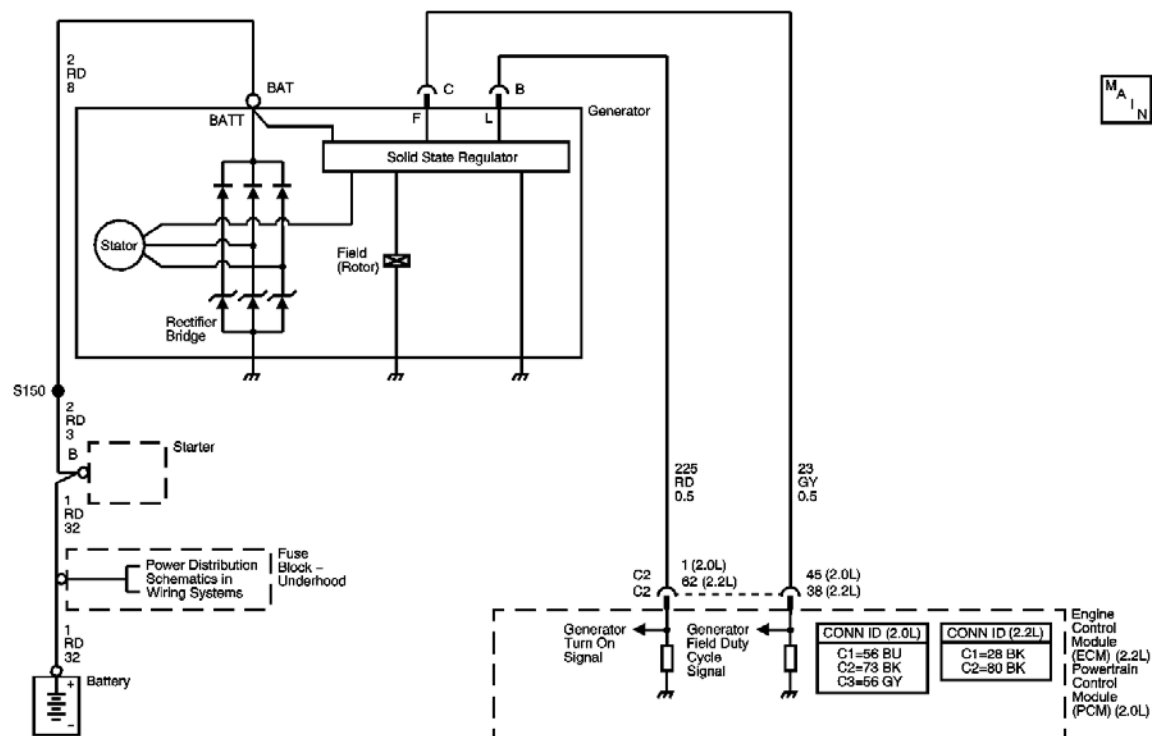 2
RD
8
BAT
C
B
BATT
F
L
Generator
M
A
I
N
Solid State Regulator
Stator
Field
(Rotor)
Rectifier
Bridge
S150
2
RD
3
B
Starter
1
RD
32
Power Distribution
Schematics in
Wiring Systems
Fuse
Block –
Underhood
1
RD
32
Battery
+
–
225
RD
0.5
23
GY
0.5
C2
1 (2.0L)
45 (2.0L)
C2
62 (2.2L)
38 (2.2L)
Generator
Turn On
Signal
Generator
Field Duty
Cycle
Signal
CONN ID (2.0L)
C1=56 BU
C2=73 BK
C3=56 GY
CONN ID (2.2L)
C1=28 BK
C2=80 BK
Engine
Control
Module
(ECM) (2.2L)
Powertrain
Control
Module
(PCM) (2.0L)